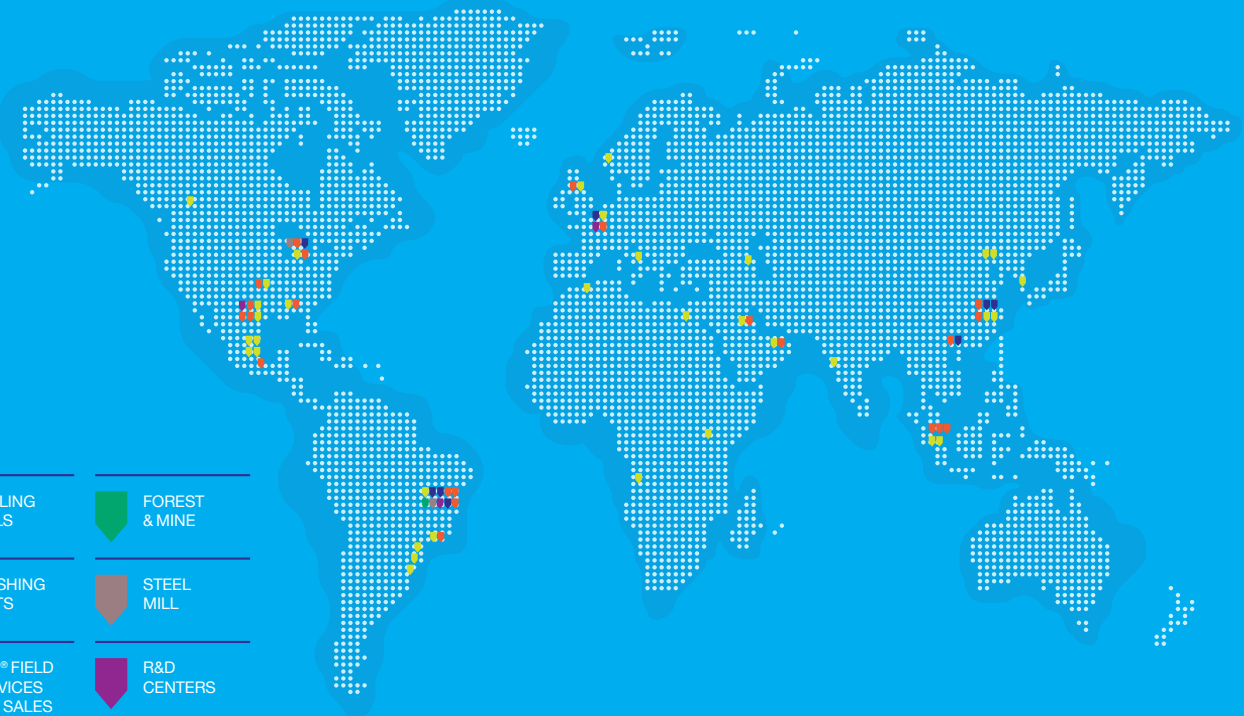 LING
LS
FOREST
& MINE
SHING
TS
STEEL
MILL
® FIELD
VICES
SALES
R&D
CENTERS